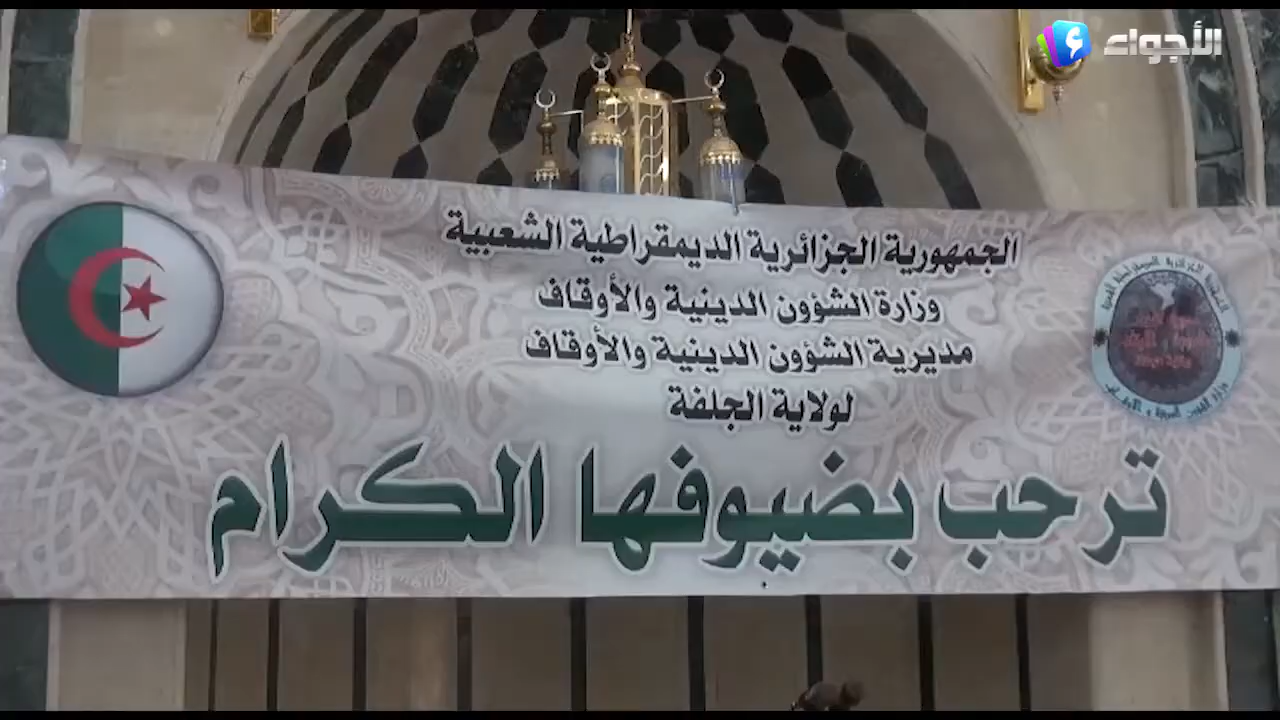 الأجواء
الجمهورية الجزائرية الديمقراطية الشعبية
وزارة الشؤون الدينية والأوقاف
مديرية الشؤون الدينية والأوقاف
لولاية الجلفة
ترحب بضيوفها الكرام